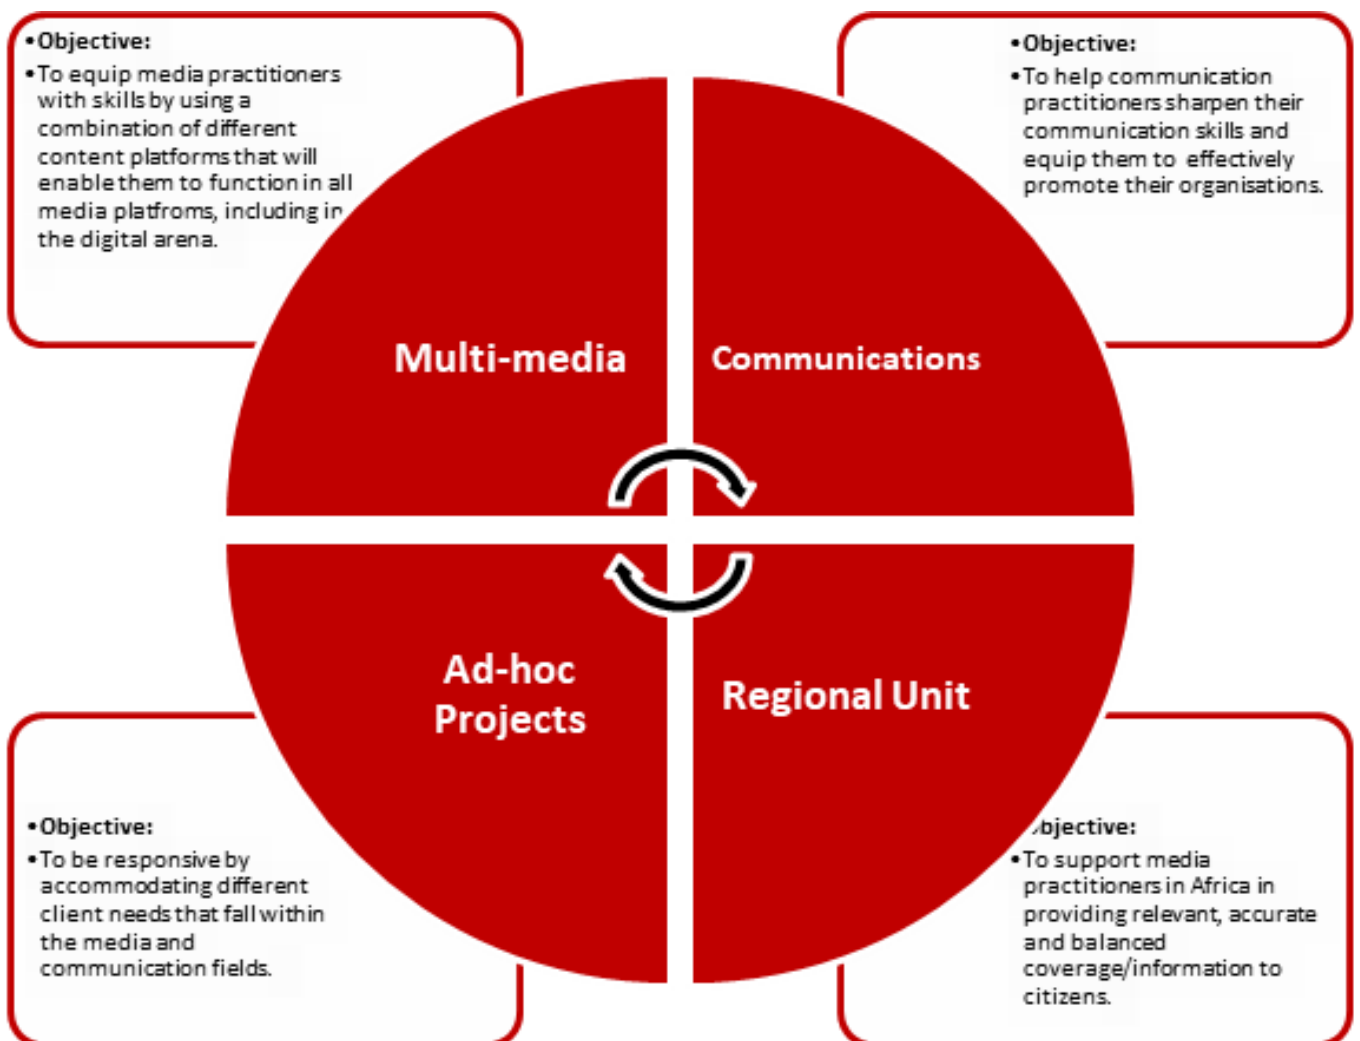 •Objective:
•To equip media practitioners
with skills by using a
combination of different
content platforms that will
enable them to function in all
media platfroms, including in
the digital arena.
•Objective:
•To help communication
practitioners sharpen their
communication skills and
equip them to effectively
promote their organisations.
Multi-media
Communications
Ad-hoc
Projects
Regional Unit
•Objective:
•To be responsive by
accommodating different
client needs that fall within
the media and
communication fields.
Objective:
•To support media
practitioners in Africa in
providing relevant, accurate
and balanced
coverage/information to
citizens.